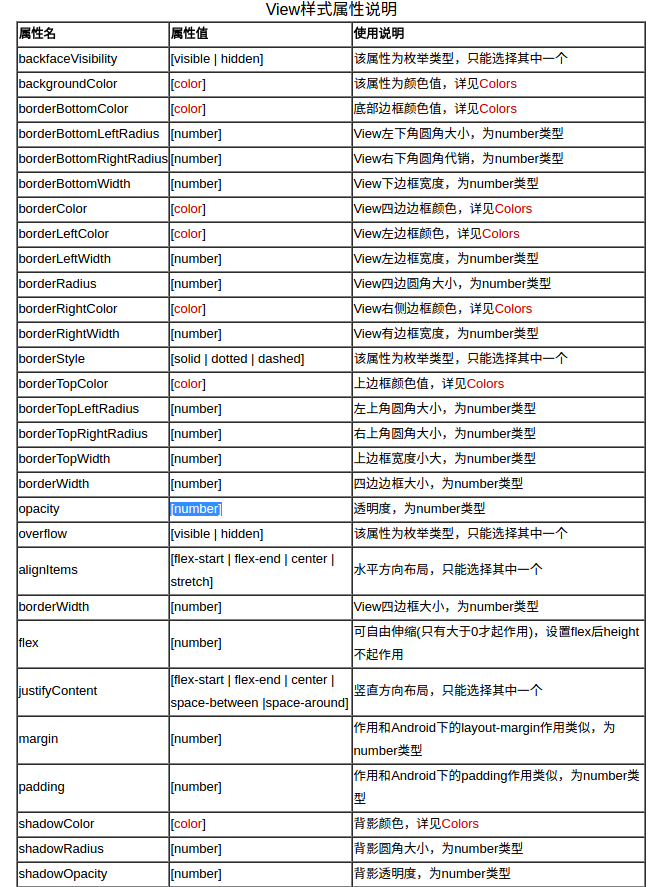 View样式属性说明
属性名 属性值 使用说明
backfaceVisibility [visible | hidden] 该属性为枚举类型，只能选择其中一个
backgroundColor [color] 该属性为颜色值，详见Colors
borderBottomColor [color] 底部边框颜色值，详见Colors
borderBottomLeftRadius [number] View左下角圆角大小，为number类型
borderBottomRightRadius [number] View右下角圆角代销，为number类型
borderBottomWidth [number] View下边框宽度，为number类型
borderColor [color] View四边边框颜色，详见Colors
borderLeftColor [color] View左边框颜色，详见Colors
borderLeftWidth [number] View左边框宽度，为number类型
borderRadius [number] View四边圆角大小，为number类型
borderRightColor [color] View右侧边框颜色，详见Colors
borderRightWidth [number] View有边框宽度，为number类型
borderStyle [solid | dotted | dashed] 该属性为枚举类型，只能选择其中一个
borderTopColor [color] 上边框颜色值，详见Colors
borderTopLeftRadius [number] 左上角圆角大小，为number类型
borderTopRightRadius [number] 右上角圆角大小，为number类型
borderTopWidth [number] 上边框宽度小大，为number类型
borderWidth [number] 四边边框大小，为number类型
opacity [number] 透明度，为number类型
overflow [visible | hidden] 该属性为枚举类型，只能选择其中一个
alignItems [flex-start | flex-end | center |
stretch] 水平方向布局，只能选择其中一个
borderWidth [number] View四边框大小，为number类型
flex [number] 可自由伸缩(只有大于0才起作用)，设置flex后height
不起作用
justifyContent [flex-start | flex-end | center |
space-between |space-around] 竖直方向布局，只能选择其中一个
margin [number] 作用和Android下的layout-margin作用类似，为
number类型
padding [number] 作用和Android下的padding作用类似，为number类
型
shadowColor [color] 背影颜色，详见Colors
shadowRadius [number] 背影圆角大小，为number类型
shadowOpacity [number] 背影透明度，为number类型